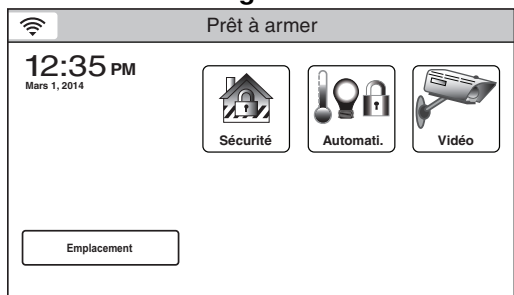 Prêt à armer
12:35 PM
Mars 1, 2014
Sécurité
Automati.
Vidéo
Emplacement